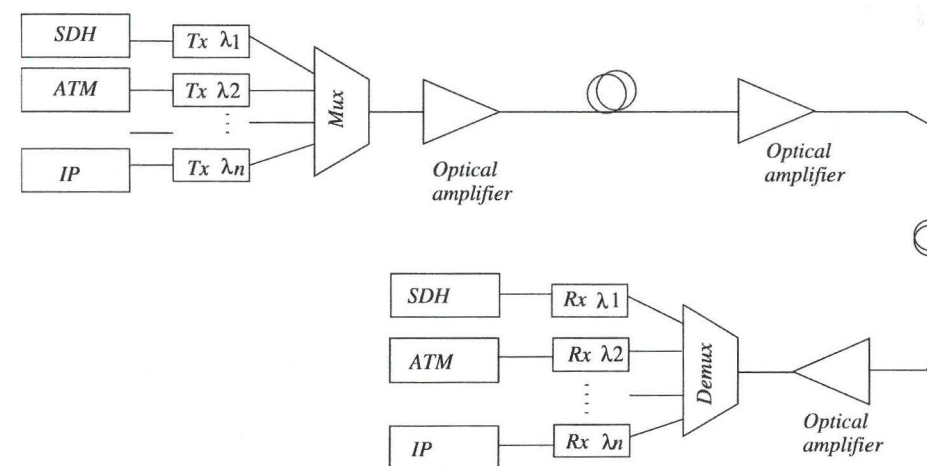 SDH
Tx λ1
ATM
Tx λ2
IP
Tx λn
Mux
Optical
amplifier
Optical
amplifier
SDH
Rx λ1
ATM
Rx λ2
IP
Rx λn
Demux
Optical
amplifier